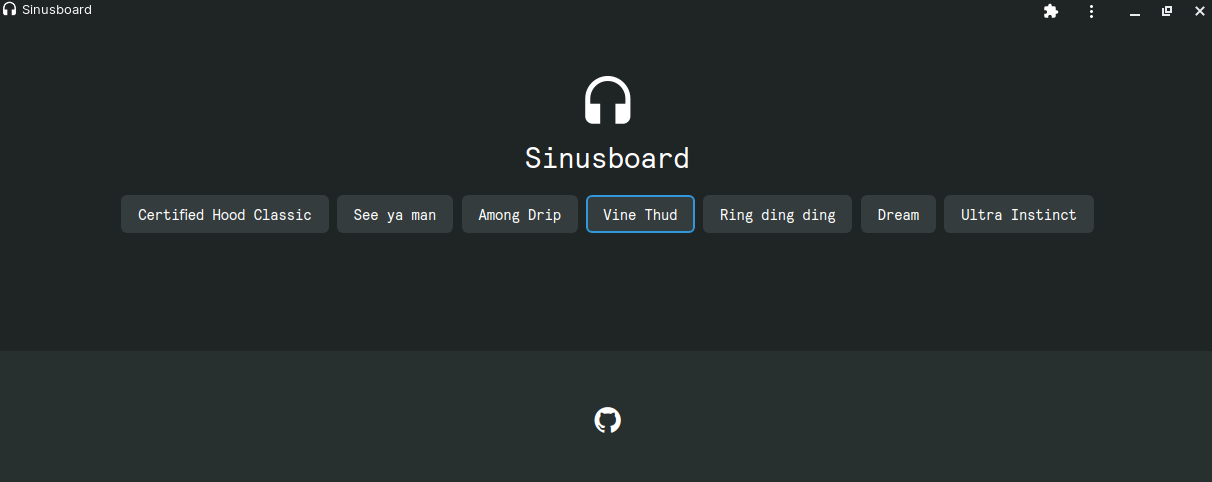 Sinusboard
Sinusboard
Certified Hood Classic See ya man Among Drip Vine Thud Ring ding ding Dream Ultra Instinct